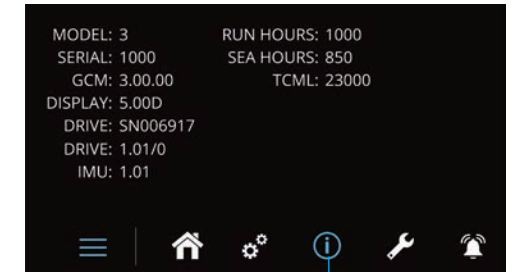 MODEL: 3
SERIAL: 1000
GCM: 3.00.00
DISPLAY: 5.00D
DRIVE: SN006917
DRIVE: 1.01/0
IMU: 1.01
RUN HOURS: 1000
SEA HOURS: 850
TCML: 23000